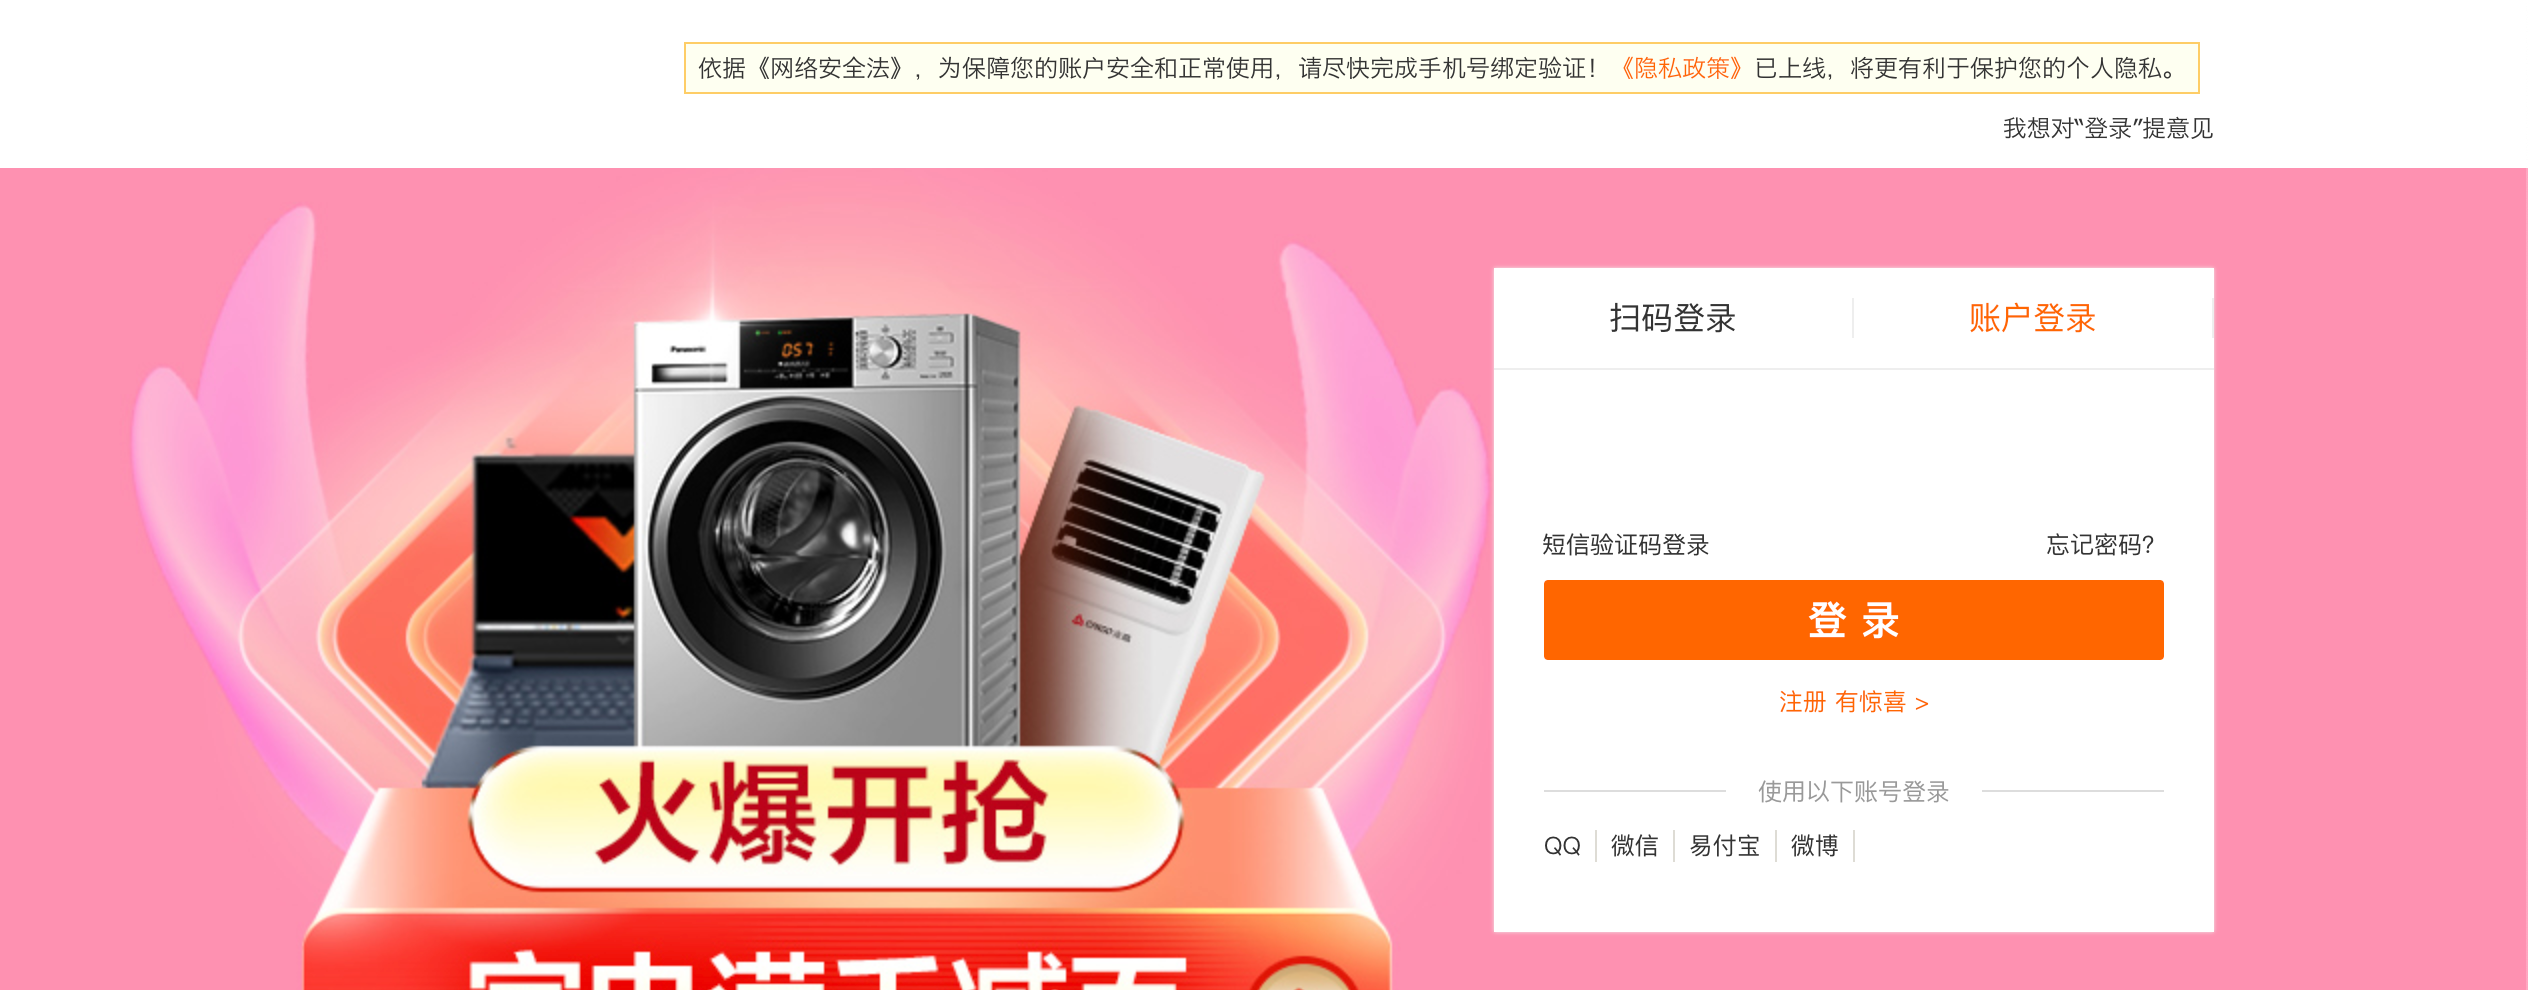 依据《网络安全法》，为保障您的账户安全和正常使用，请尽快完成手机号绑定验证！《隐私政策》已上线，将更有利于保护您的个人隐私。
我想对“登录”提意见
扫码登录
账户登录
Panasonic
057
短信验证码登录
忘记密码?
登 录
注册 有惊喜 >
火爆开抢
使用以下账号登录
QQ
微信
易付宝
微博